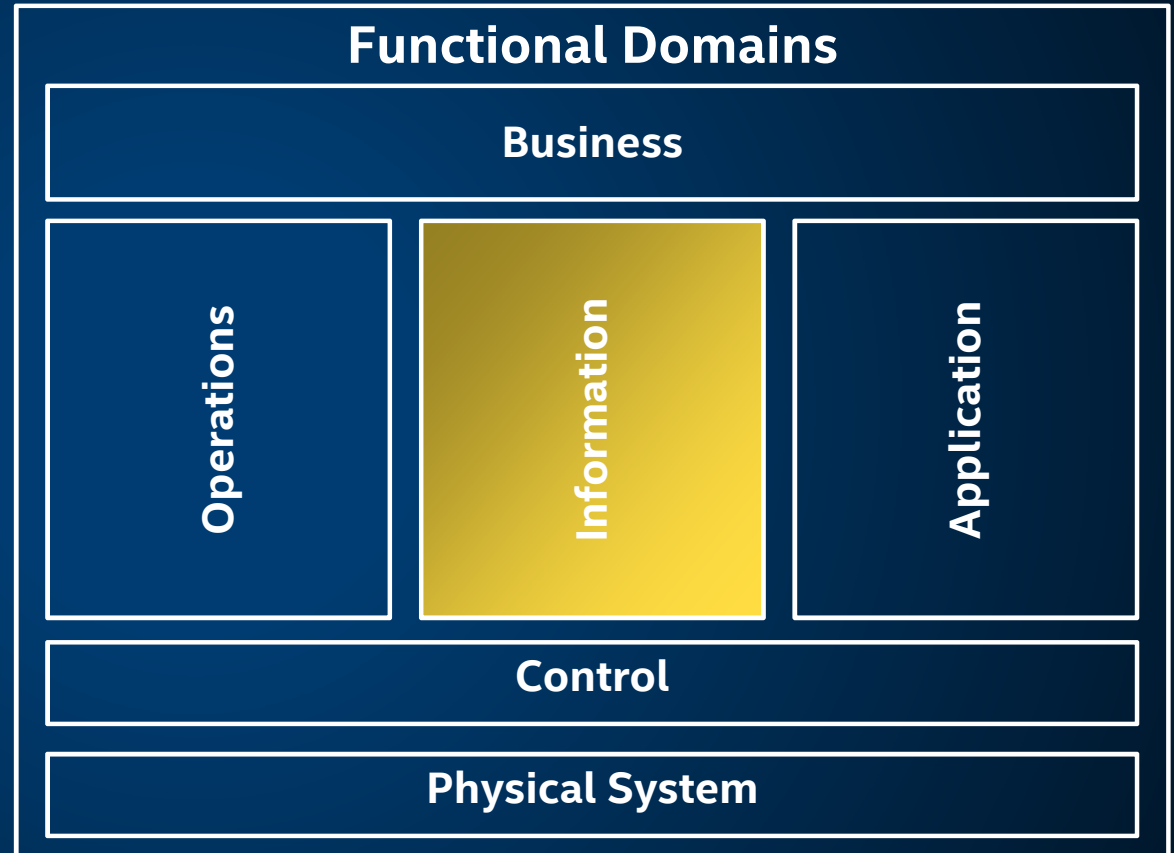 Functional Domains
Business
Operations
Information
Application
Control
Physical System